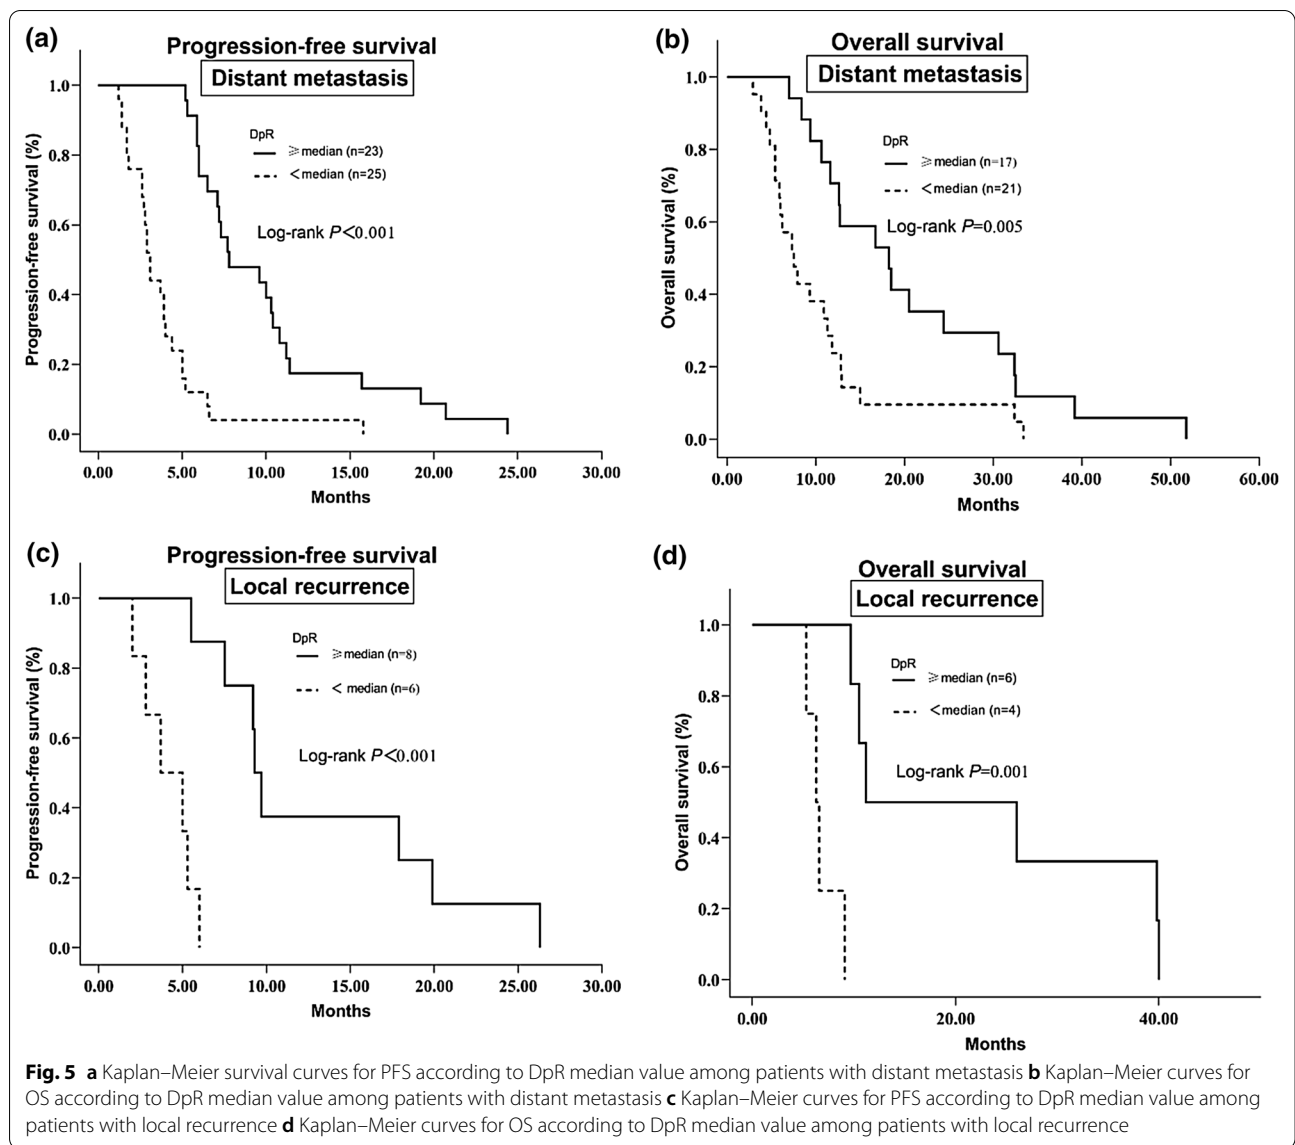 (a)
Progression-free survival
Distant metastasis
Progression-free survival (%)
1.0
0.8
0.6
0.4
0.2
0.0
DpR
⩾median (n=23)
<median (n=25)
Log-rank P<0.001
0.00 5.00 10.00 15.00 20.00 25.00 30.00
Months
(b)
Overall survival
Distant metastasis
Overall survival (%)
1.0
0.8
0.6
0.4
0.2
0.0
DpR
⩾median (n=17)
<median (n=21)
Log-rank P=0.005
0.00 10.00 20.00 30.00 40.00 50.00 60.00
Months
(c)
Progression-free survival
Local recurrence
Progression-free survival (%)
1.0
0.8
0.6
0.4
0.2
0.0
DpR
⩾median (n=8)
< median (n=6)
Log-rank P<0.001
0.00 5.00 10.00 15.00 20.00 25.00 30.00
Months
(d)
Overall survival
Local recurrence
Overall survival (%)
1.0
0.8
0.6
0.4
0.2
0.0
DpR
⩾median (n=6)
<median (n=4)
Log-rank P=0.001
0.00 20.00 40.00
Months
Fig. 5 a Kaplan–Meier survival curves for PFS according to DpR median value among patients with distant metastasis b Kaplan–Meier curves for
OS according to DpR median value among patients with distant metastasis c Kaplan–Meier curves for PFS according to DpR median value among
patients with local recurrence d Kaplan–Meier curves for OS according to DpR median value among patients with local recurrence